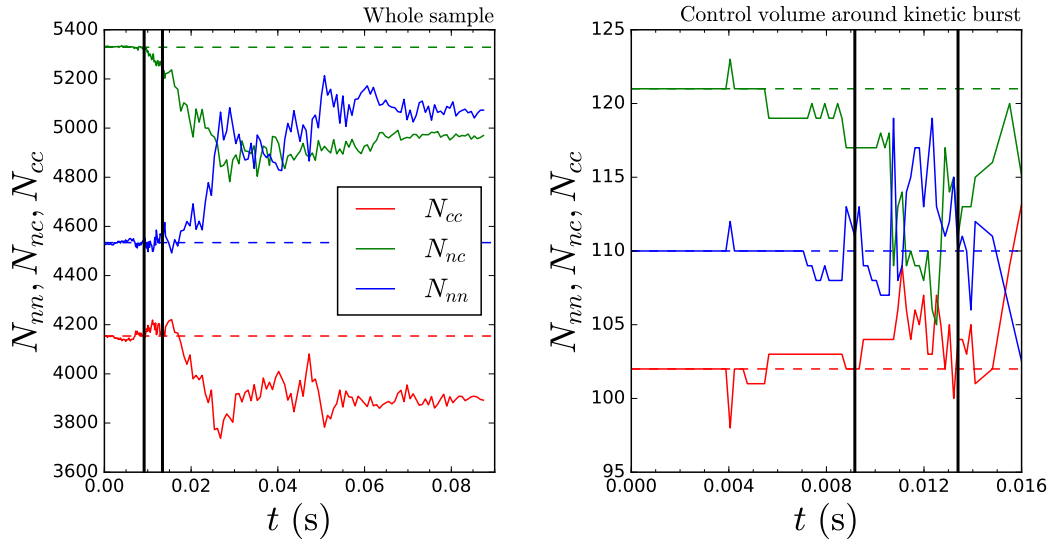 Whole sample
5400
5200
5000
4800
4600
4400
4200
4000
3800
3600
0.00 0.02 0.04 0.06 0.08
t (s)
N_nn, N_nc, N_cc
N_cc
N_nc
N_nn
Control volume around kinetic burst
125
120
115
110
105
100
95
0.000 0.004 0.008 0.012 0.016
t (s)
N_nn, N_nc, N_cc